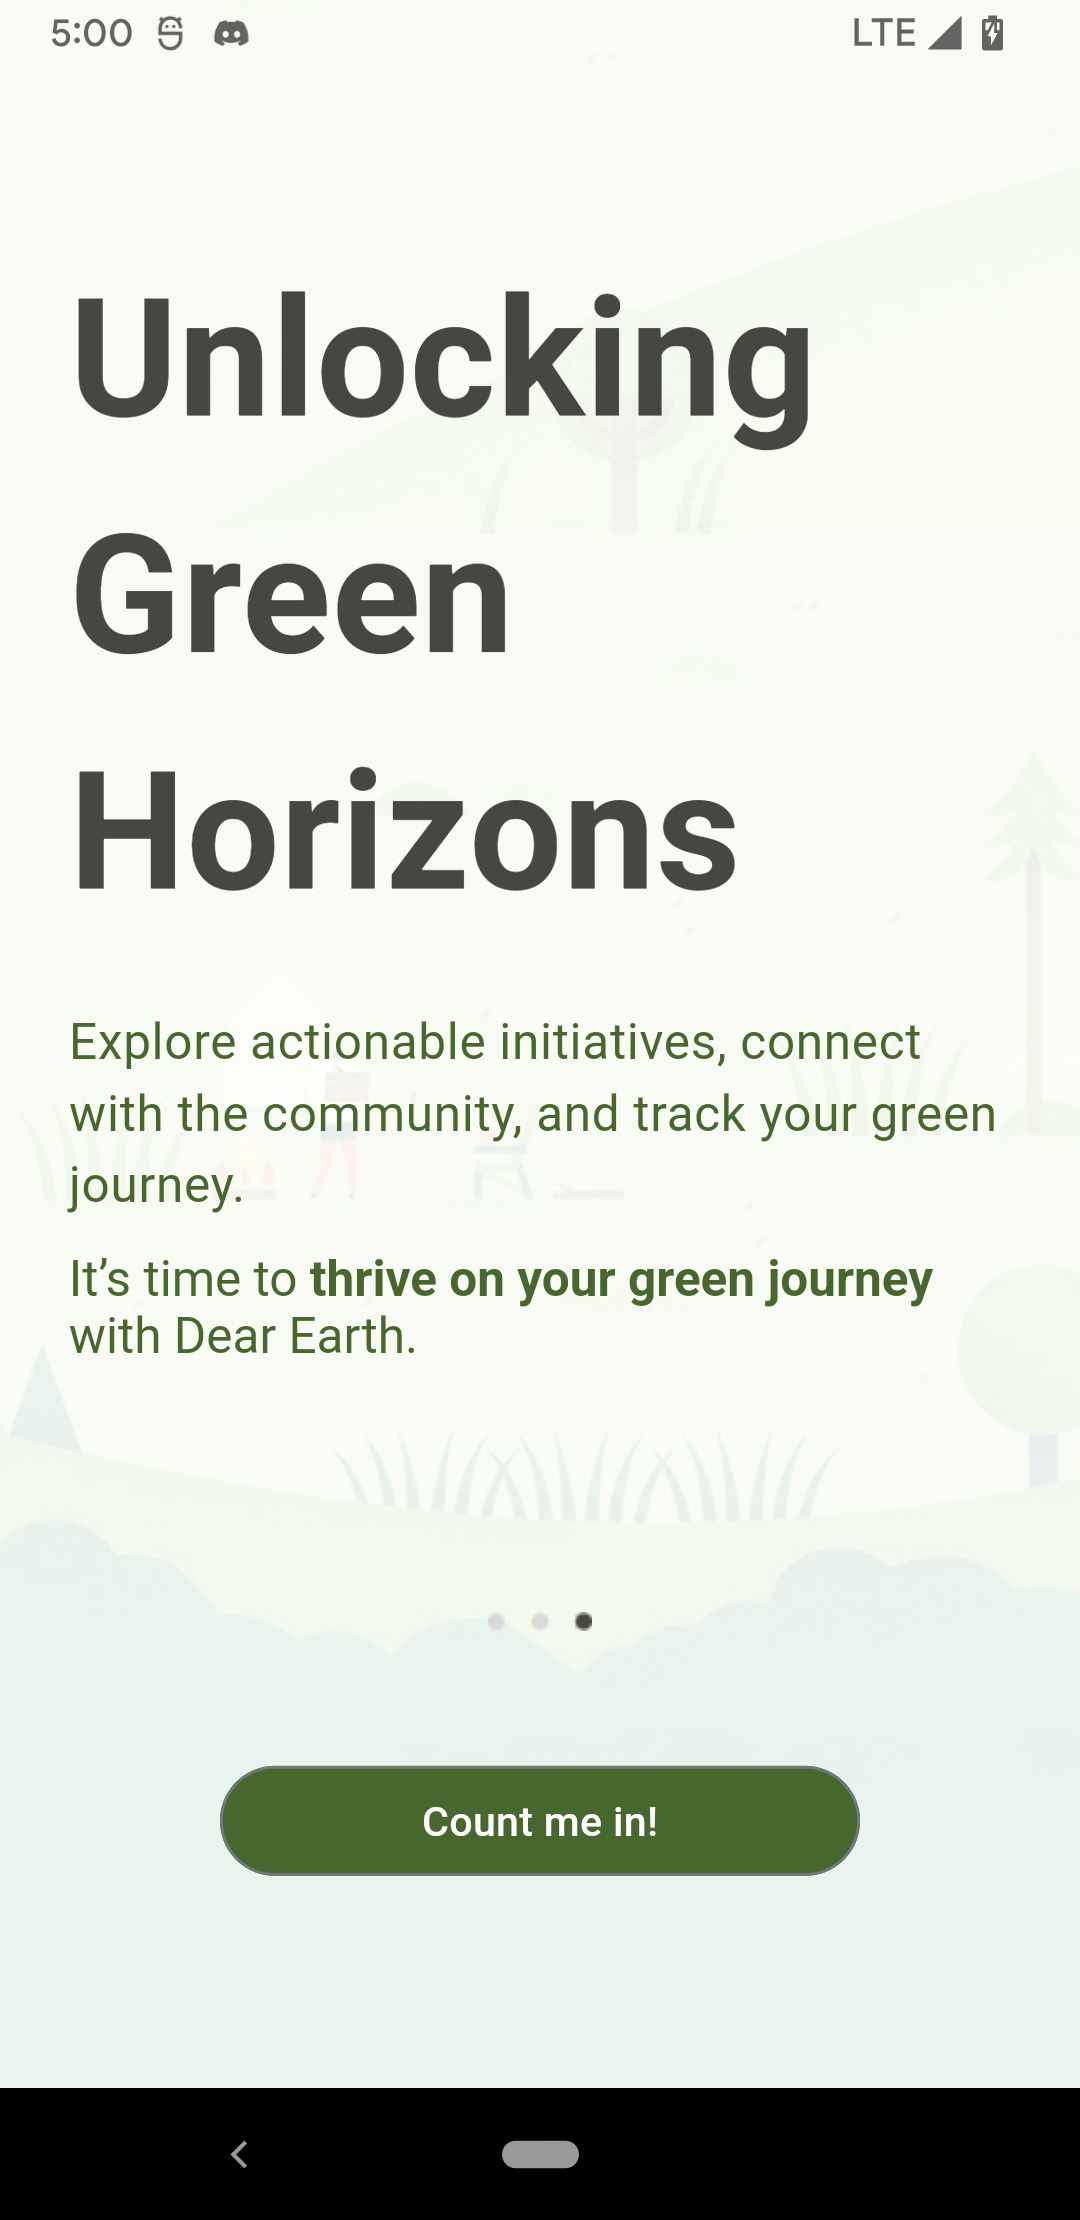 5:00
LTE
Unlocking
Green
Horizons
Explore actionable initiatives, connect
with the community, and track your green
journey.
It’s time to thrive on your green journey
with Dear Earth.
Count me in!